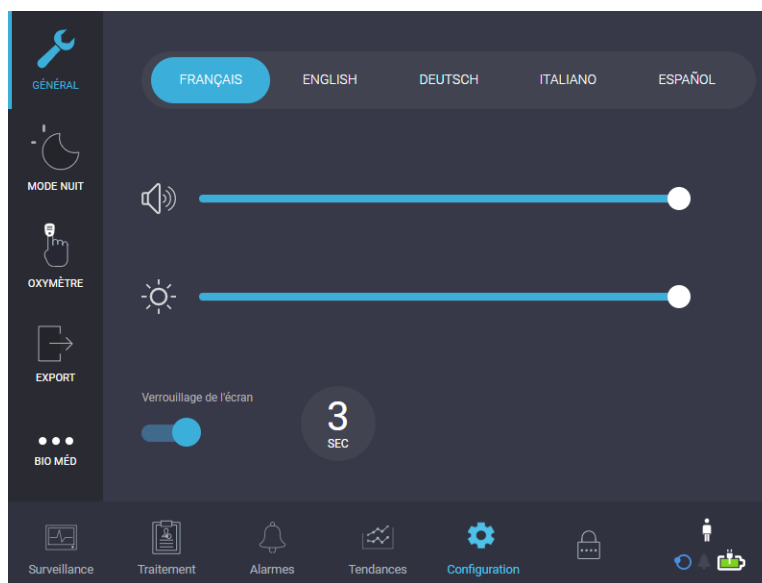 GÉNÉRAL
FRANÇAIS ENGLISH DEUTSCH ITALIANO ESPAÑOL
MODE NUIT
OXYMÈTRE
EXPORT
BIO MÉD
Verrouillage de l'écran
3
SEC
Surveillance Traitement Alarmes Tendances Configuration